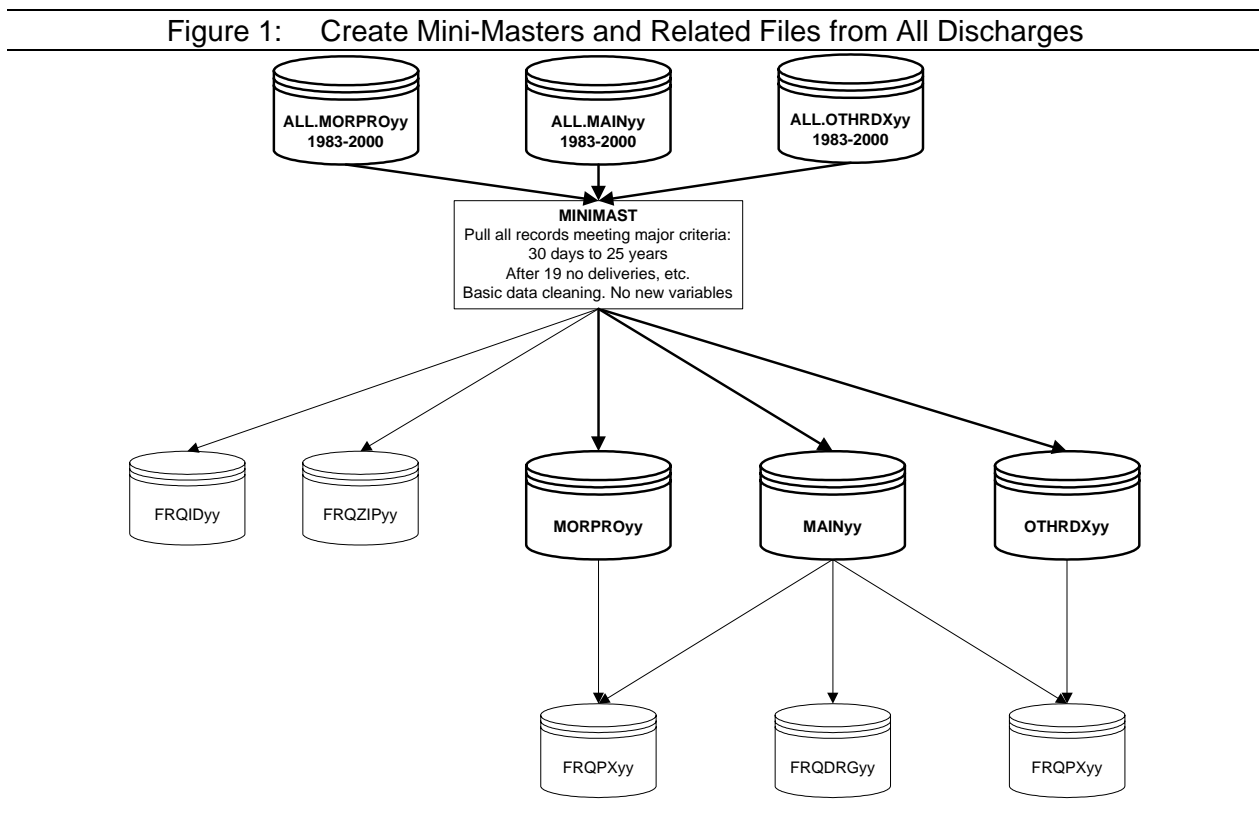 Figure 1: Create Mini-Masters and Related Files from All Discharges
ALL.MORPROyy
1983-2000
ALL.MAINyy
1983-2000
ALL.OTHRDXyy
1983-2000
MINIMAST
Pull all records meeting major criteria:
30 days to 25 years
After 19 no deliveries, etc.
Basic data cleaning. No new variables
FRQIDyy
FRQZIPyy
MORPROyy
MAINyy
OTHRDXyy
FRQPXyy
FRQDRGyy
FRQPXyy